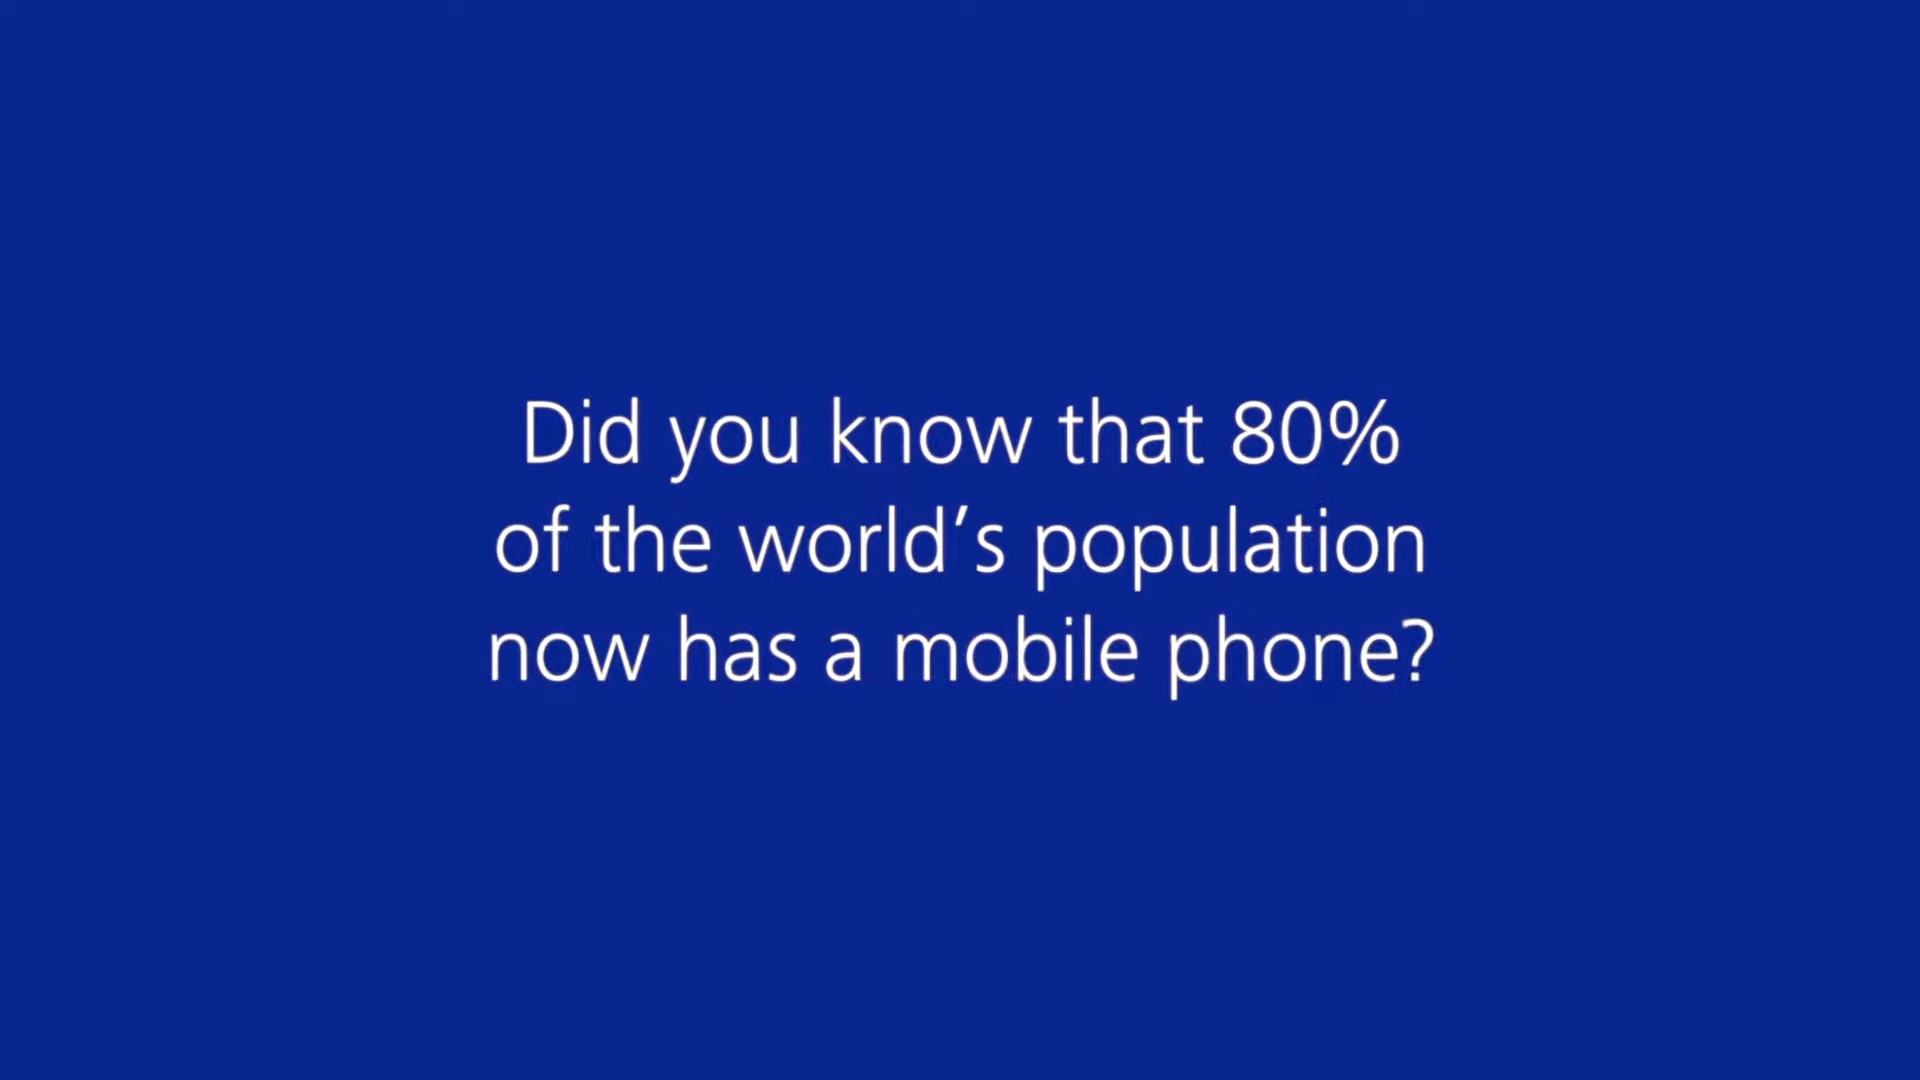 Did you know that 80%
of the world’s population
now has a mobile phone?